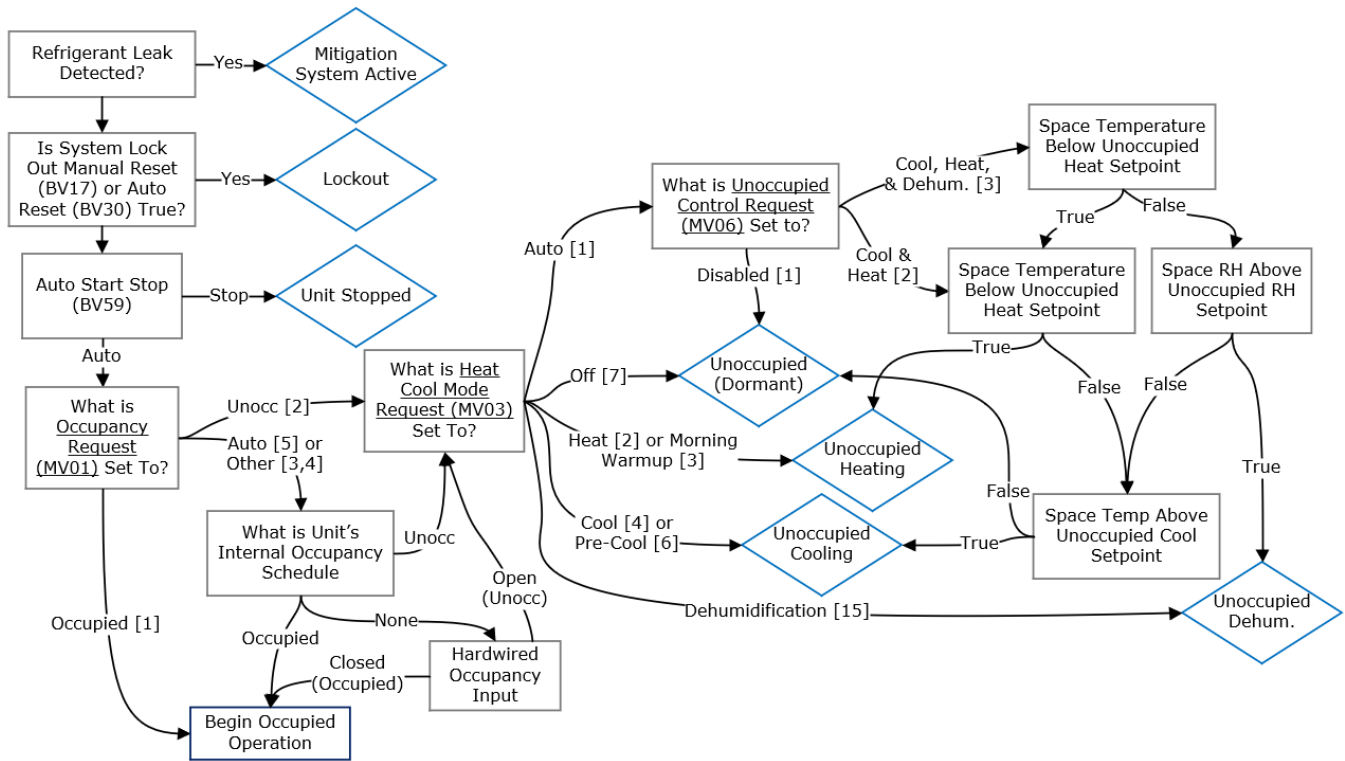 Refrigerant Leak
Detected?
Yes
Mitigation
System Active
Is System Lock
Out Manual Reset
(BV17) or Auto
Reset (BV30) True?
Yes
Lockout
Auto Start Stop
(BV59)
Stop
Unit Stopped
Auto
What is
Occupancy
Request
(MV01) Set To?
Unocc [2]
Auto [5] or
Other [3,4]
Occupied [1]
What is Unit's
Internal Occupancy
Schedule
Unocc
Occupied
None
Hardwired
Occupancy
Input
Open
(Unocc)
Closed
(Occupied)
Begin Occupied
Operation
What is Heat
Cool Mode
Request (MV03)
Set To?
Auto [1]
Off [7]
Heat [2] or Morning
Warmup [3]
Cool [4] or
Pre-Cool [6]
Dehumidification [15]
What is Unoccupied
Control Request
(MV06) Set to?
Disabled [1]
Cool, Heat,
& Dehum. [3]
Cool &
Heat [2]
Unoccupied
(Dormant)
Unoccupied
Heating
Unoccupied
Cooling
Space Temperature
Below Unoccupied
Heat Setpoint
True
False
Space Temperature
Below Unoccupied
Heat Setpoint
True
False
Space RH Above
Unoccupied RH
Setpoint
False
True
Space Temp Above
Unoccupied Cool
Setpoint
False
True
Unoccupied
Dehum.